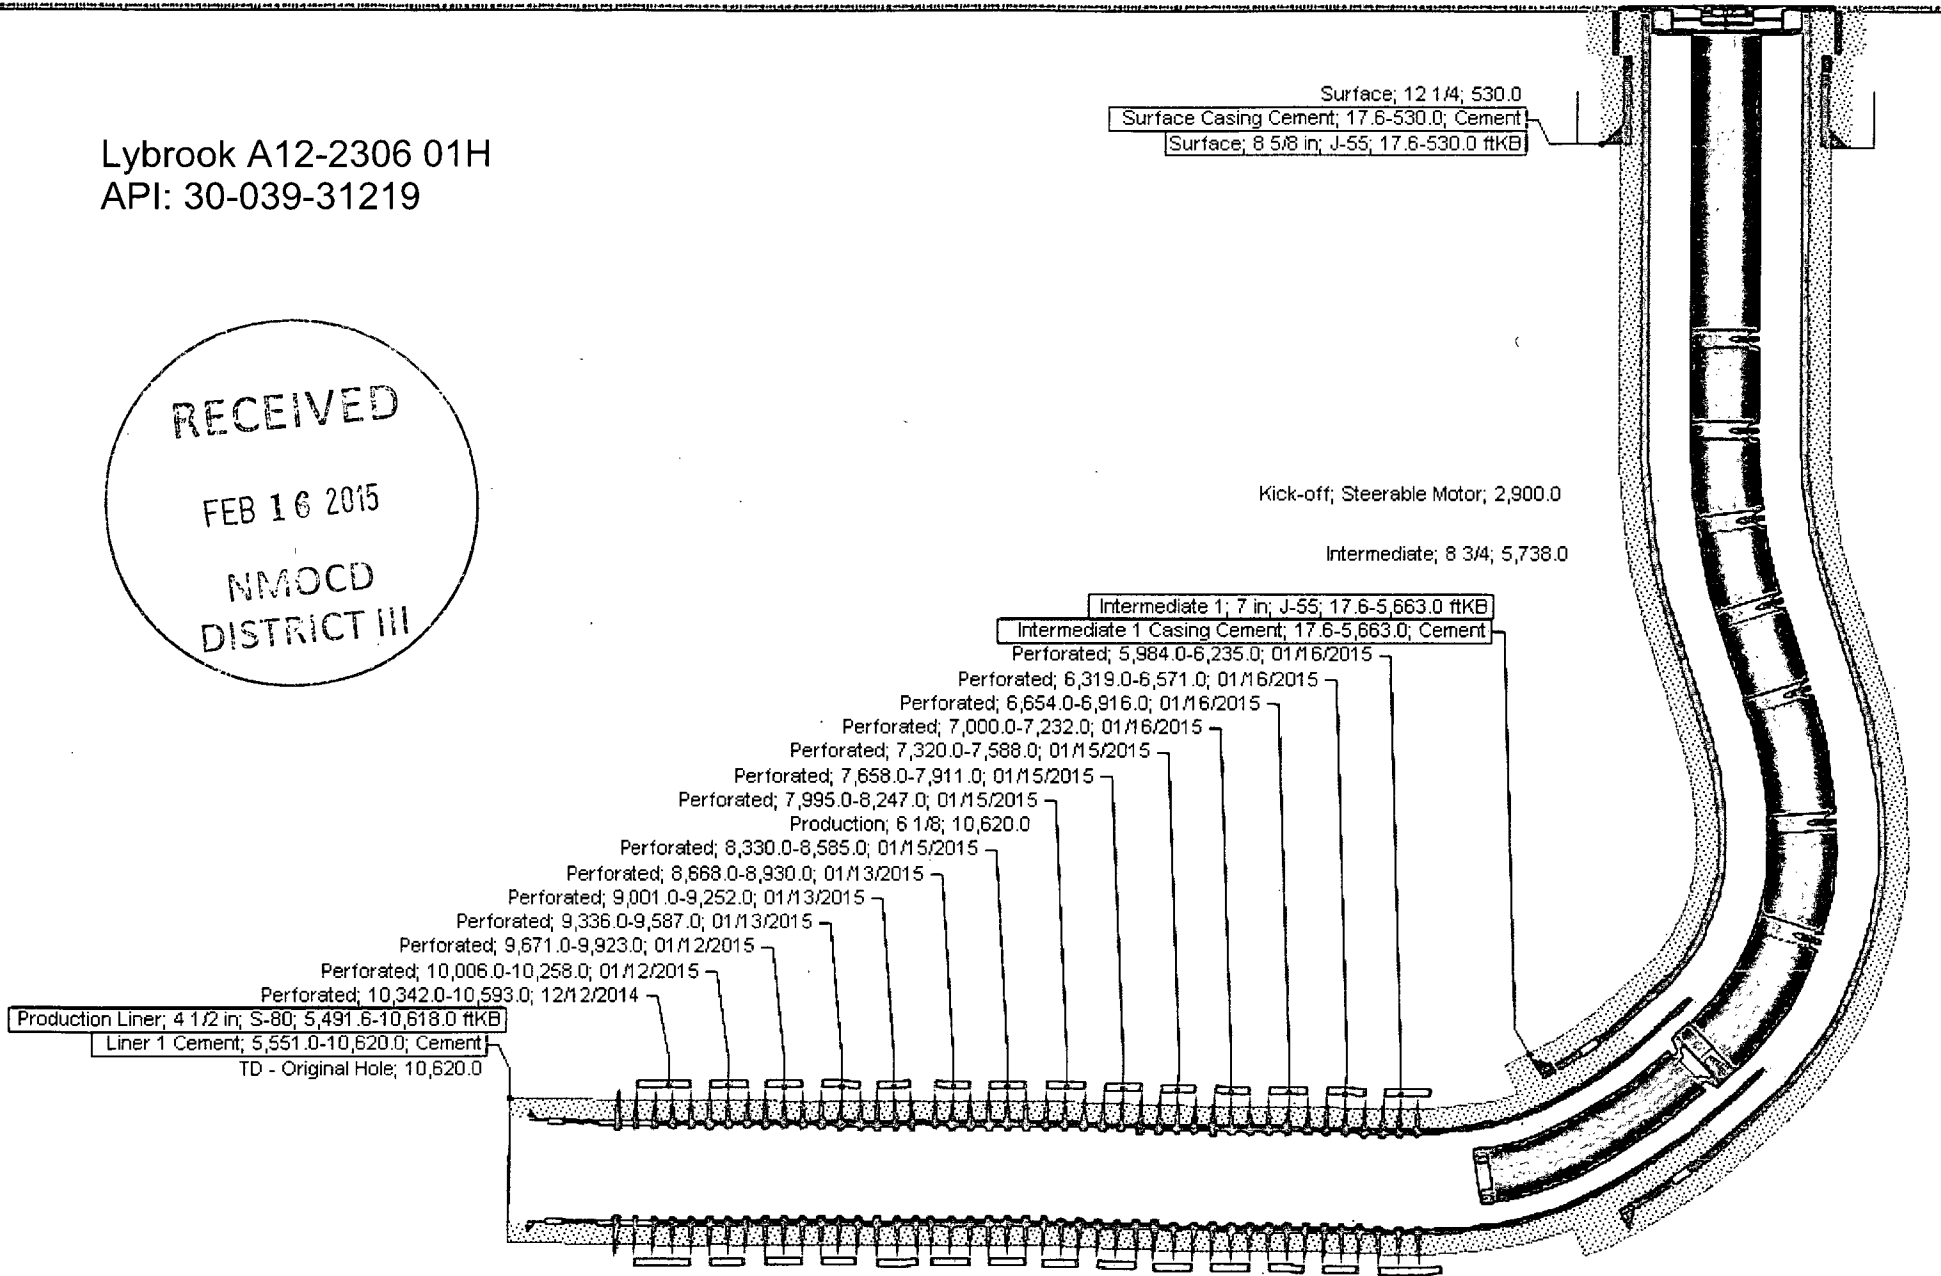 Surface; 12 1/4; 530.0
Surface Casing Cement; 17.6-530.0; Cement
Surface; 8 5/8 in; J-55; 17.6-530.0 ftKB
Lybrook A12-2306 01H
API: 30-039-31219
RECEIVED
FEB 16 2015
NMOCD
DISTRICT III
Kick-off; Steerable Motor; 2,900.0
Intermediate; 8 3/4; 5,738.0
Intermediate 1; 7 in; J-55; 17.6-5,663.0 ftKB
Intermediate 1 Casing Cement; 17.6-5,663.0; Cement
Perforated; 5,984.0-6,235.0; 01/16/2015
Perforated; 6,319.0-6,571.0; 01/16/2015
Perforated; 6,654.0-6,916.0; 01/16/2015
Perforated; 7,000.0-7,232.0; 01/16/2015
Perforated; 7,320.0-7,588.0; 01/15/2015
Perforated; 7,658.0-7,911.0; 01/15/2015
Perforated; 7,995.0-8,247.0; 01/15/2015
Production; 6 1/8; 10,620.0
Perforated; 8,330.0-8,585.0; 01/15/2015
Perforated; 8,668.0-8,930.0; 01/13/2015
Perforated; 9,001.0-9,252.0; 01/13/2015
Perforated; 9,336.0-9,587.0; 01/13/2015
Perforated; 9,671.0-9,923.0; 01/12/2015
Perforated; 10,006.0-10,258.0; 01/12/2015
Perforated; 10,342.0-10,593.0; 12/12/2014
Production Liner; 4 1/2 in; S-80; 5,491.6-10,618.0 ftKB
Liner 1 Cement; 5,551.0-10,620.0; Cement
TD - Original Hole; 10,620.0